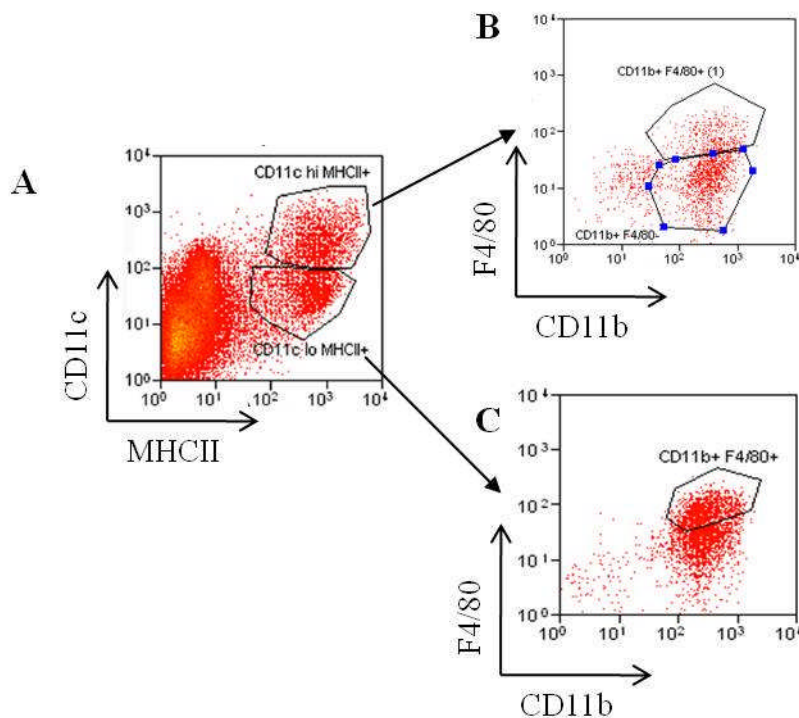 A
10⁴
10³
10²
10¹
10⁰
10⁰ 10¹ 10² 10³ 10⁴
CD11c hi MHCII+
CD11c lo MHCII+
CD11c
MHCII
B
10⁴
10³
10²
10¹
10⁰
10⁰ 10¹ 10² 10³ 10⁴
CD11b+ F4/80+ (1)
CD11b+ F4/80-
F4/80
CD11b
C
10⁴
10³
10²
10¹
10⁰
10⁰ 10¹ 10² 10³ 10⁴
CD11b+ F4/80+
F4/80
CD11b